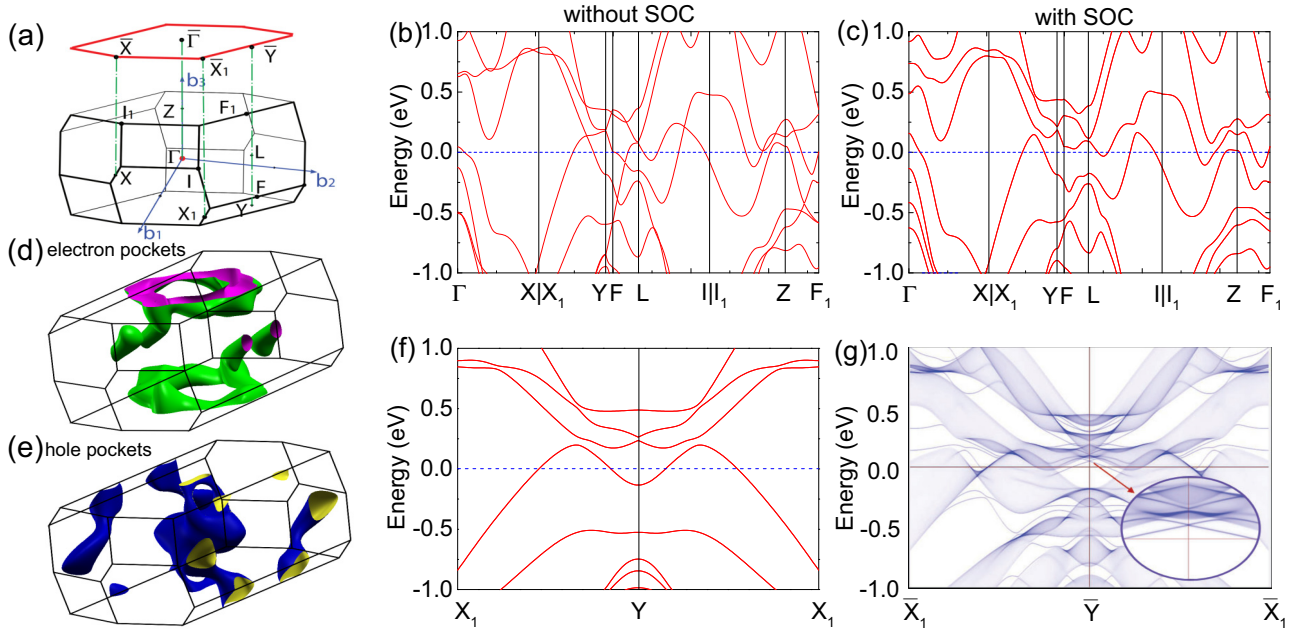 without SOC
with SOC
(a)
X̅
Γ̅
Y̅
X̅₁
b₃
I₁
Z
F₁
Γ
L
X
I
b₂
F
X₁
Y
b₁
(b)
Energy (eV)
1.0
0.5
0.0
-0.5
-1.0
Γ
X|X₁
Y
F
L
I|I₁
Z
F₁
(c)
Energy (eV)
1.0
0.5
0.0
-0.5
-1.0
Γ
X|X₁
Y
F
L
I|I₁
Z
F₁
(d) electron pockets
(e) hole pockets
(f)
Energy (eV)
1.0
0.5
0.0
-0.5
-1.0
X₁
Y
X₁
(g)
Energy (eV)
1.0
0.5
0.0
-0.5
-1.0
X̅₁
Y̅
X̅₁